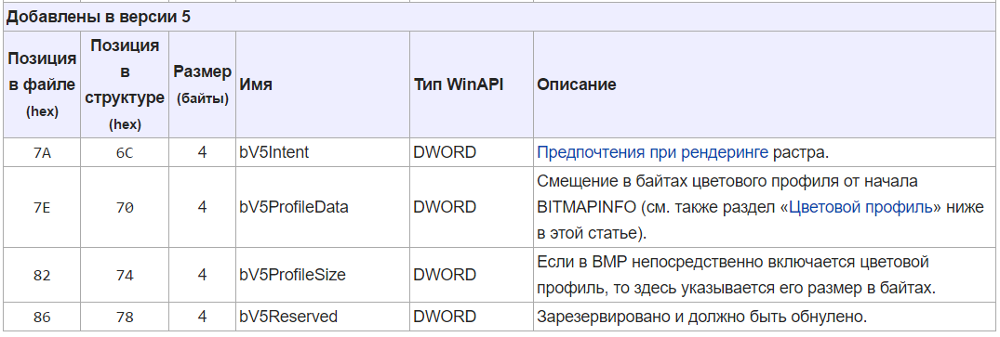 Добавлены в версии 5
Позиция в файле (hex) Позиция в структуре (hex) Размер (байты) Имя Тип WinAPI Описание
7A 6C 4 bV5Intent DWORD Предпочтения при рендеринге растра.
7E 70 4 bV5ProfileData DWORD Смещение в байтах цветового профиля от начала
BITMAPINFO (см. также раздел «Цветовой профиль» ниже
в этой статье).
82 74 4 bV5ProfileSize DWORD Если в BMP непосредственно включается цветовой
профиль, то здесь указывается его размер в байтах.
86 78 4 bV5Reserved DWORD Зарезервировано и должно быть обнулено.